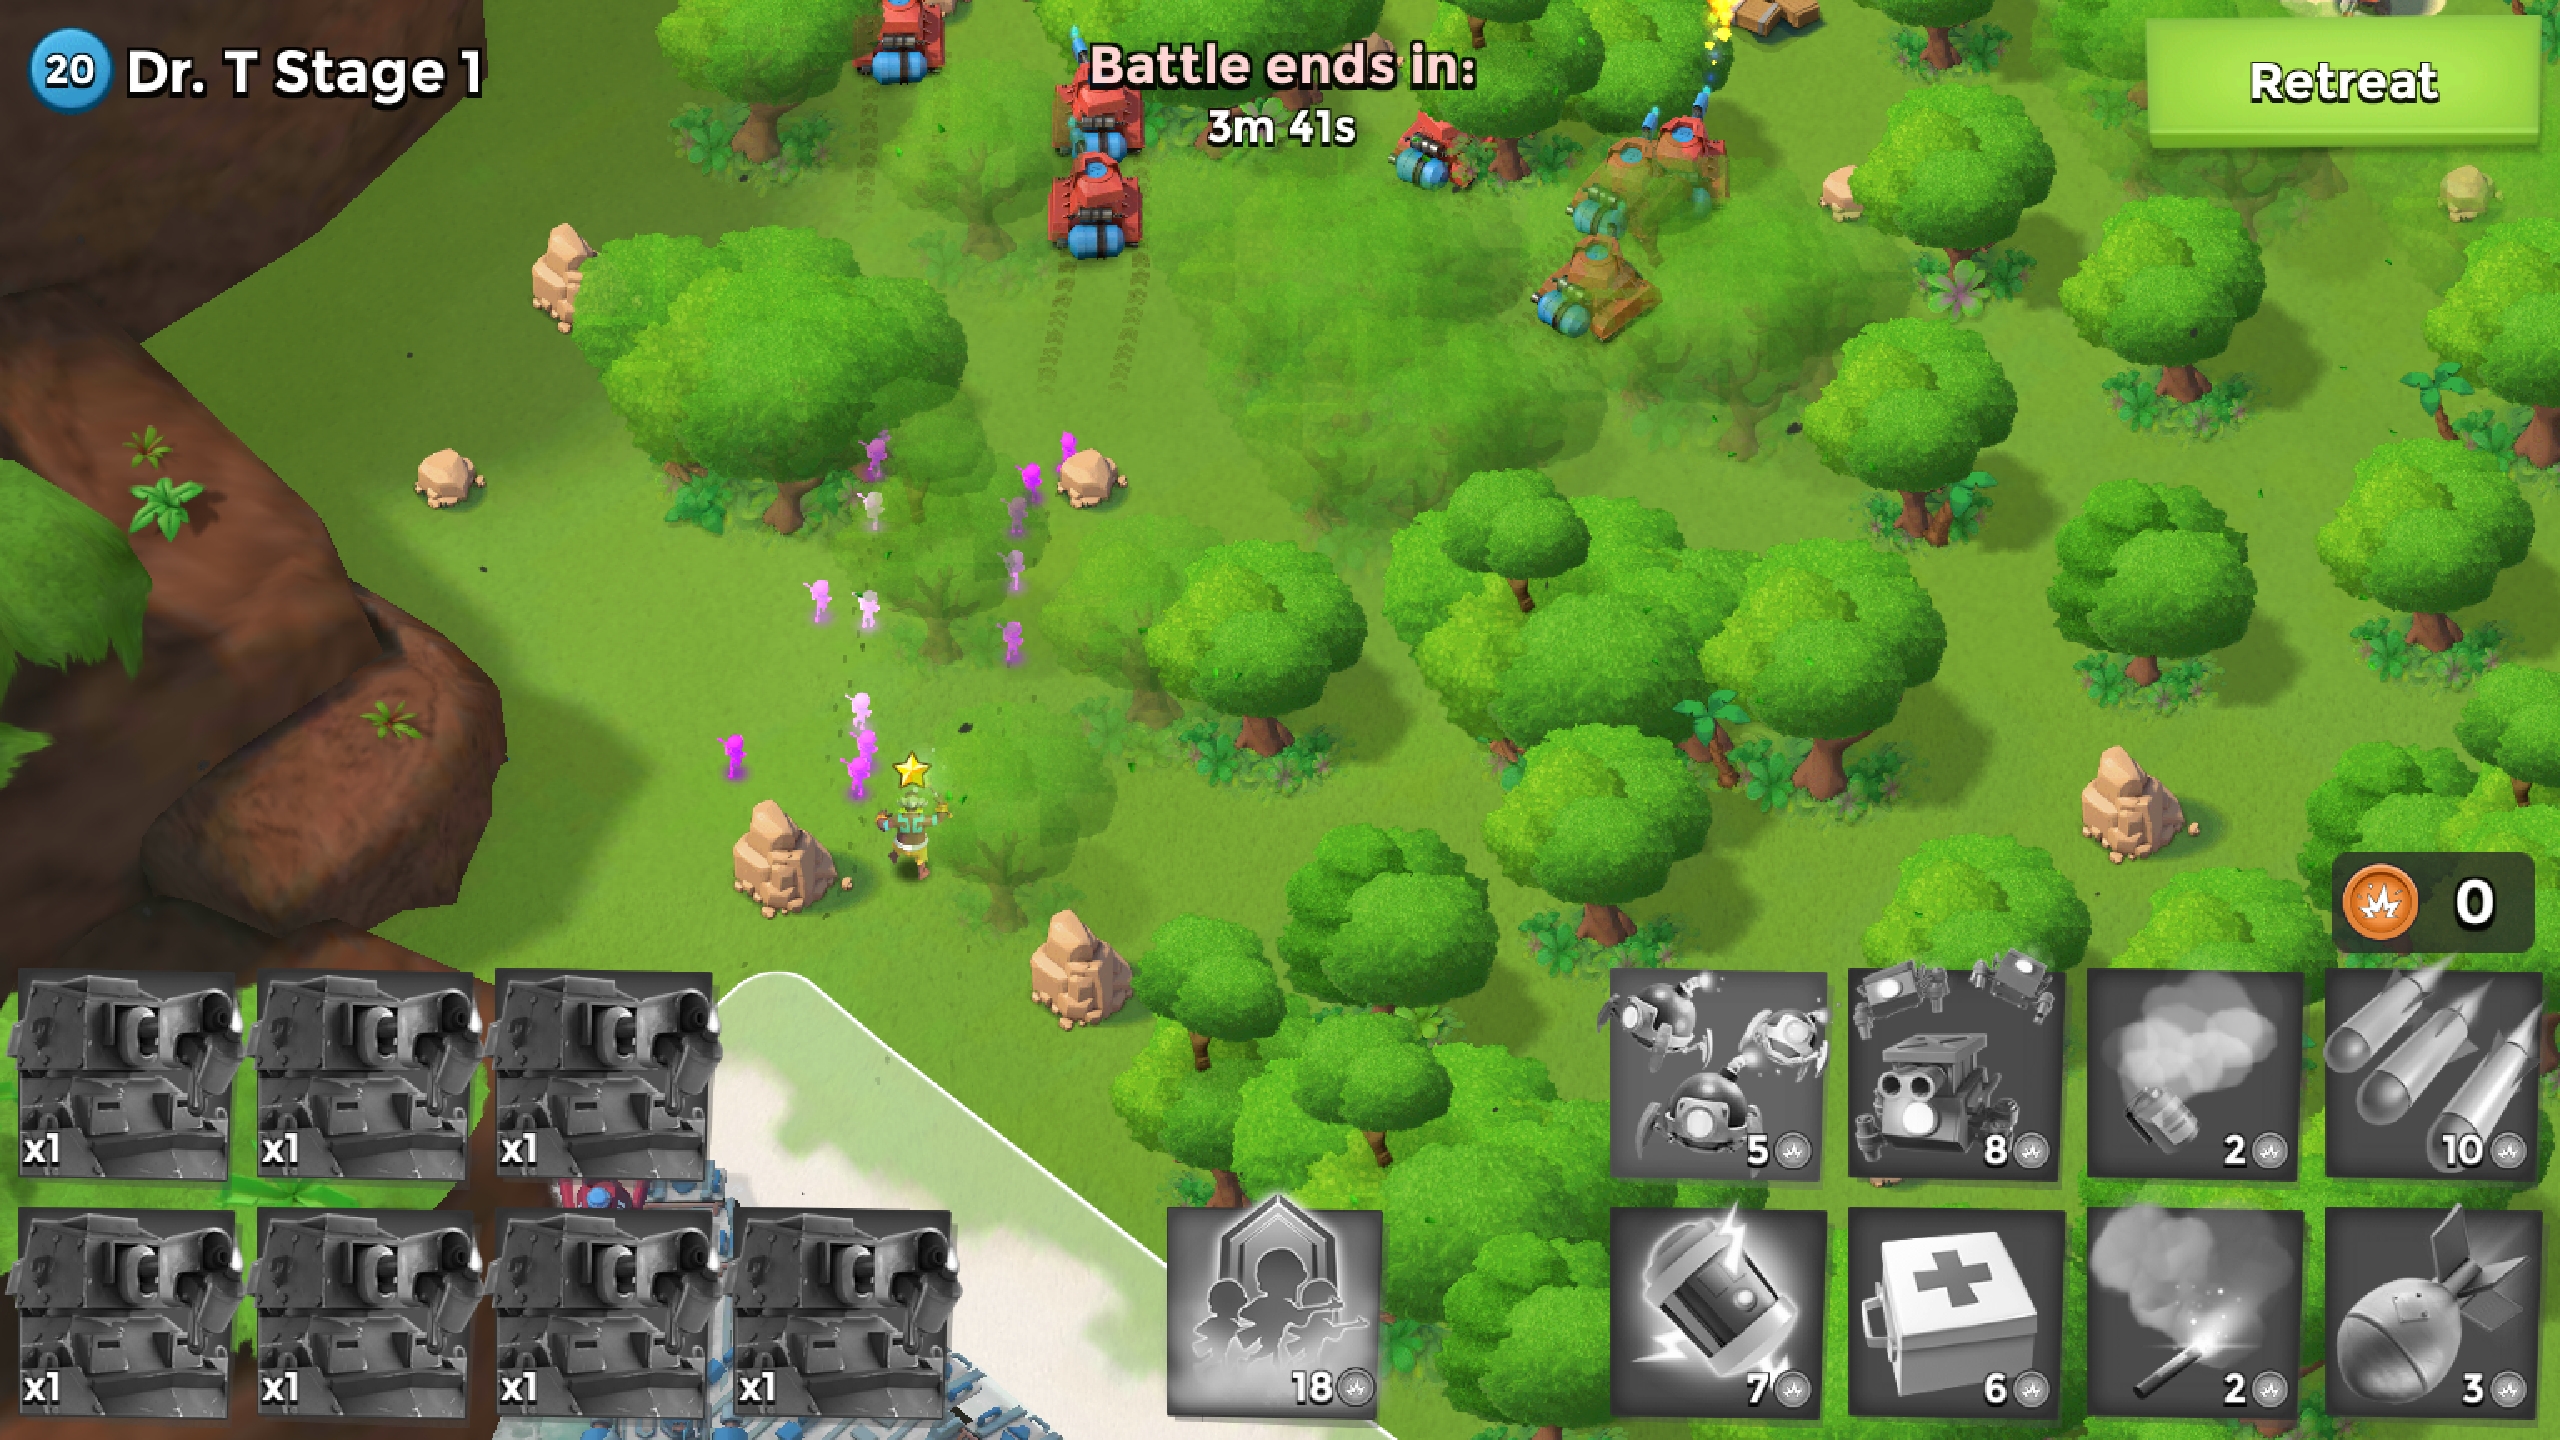 20 Dr. T Stage 1
Battle ends in:
3m 41s
Retreat
0
x1 x1 x1
5 8 2 10
x1 x1 x1 x1
18
7 6 2 3